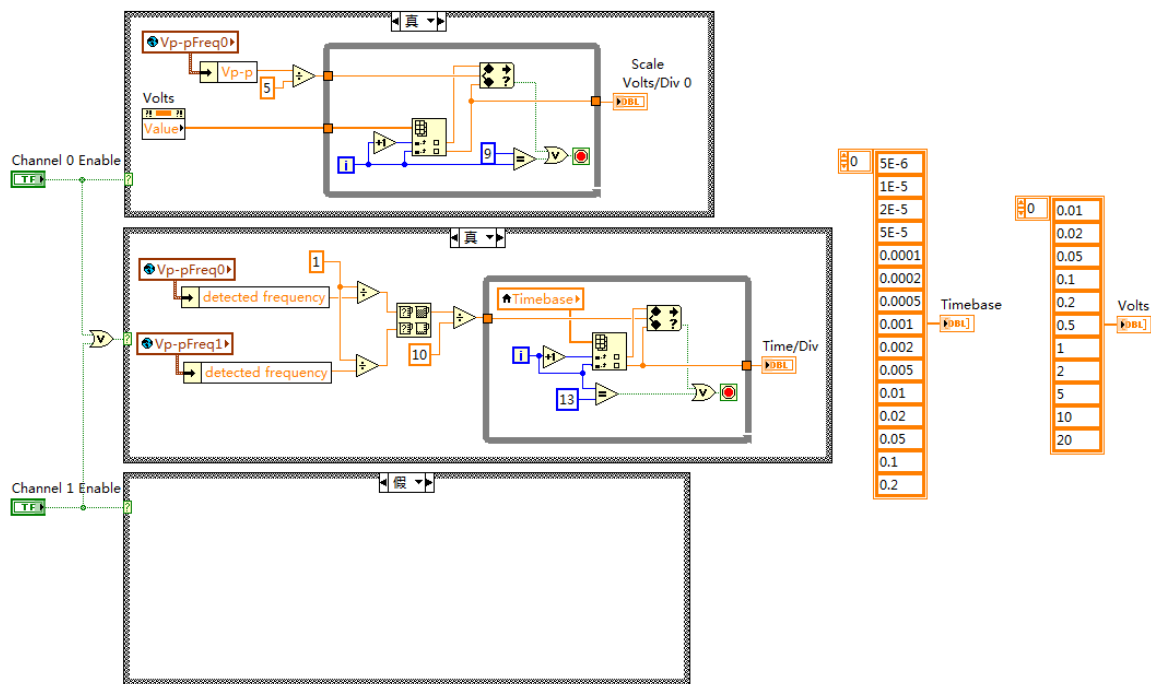 真
Vp-pFreq0
Vp-p
÷
5
Volts
?! ?!
Value
+1
i
9
=
?
V
Scale
Volts/Div 0
DBL
Channel 0 Enable
TF
?
真
Vp-pFreq0
detected frequency
1
÷
Vp-pFreq1
detected frequency
÷
÷
10
Timebase
i
+1
13
=
?
V
Time/Div
DBL
V
?
Channel 1 Enable
TF
?
假
0
5E-6
1E-5
2E-5
5E-5
0.0001
0.0002
0.0005
0.001
0.002
0.005
0.01
0.02
0.05
0.1
0.2
Timebase
DBL
0
0.01
0.02
0.05
0.1
0.2
0.5
1
2
5
10
20
Volts
DBL